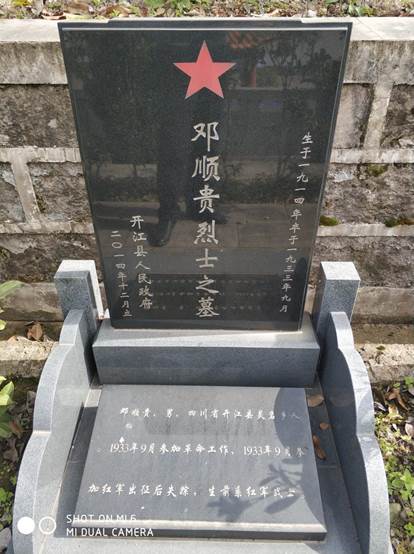 生于一九一四年卒于一九三三年九月
邓顺贵烈士之墓
开江县人民政府
二〇一四年十二月立
邓顺贵，男，四川省开江县灵岩乡人
。1933年9月参加革命工作、1933年9月参
加红军出征后失踪，生前系红军战士
SHOT ON MI 6
MI DUAL CAMERA